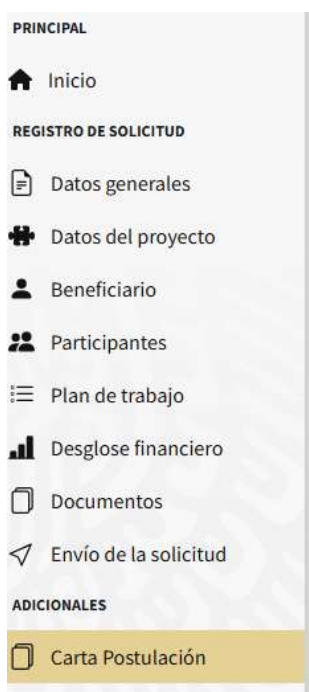 PRINCIPAL
Inicio
REGISTRO DE SOLICITUD
Datos generales
Datos del proyecto
Beneficiario
Participantes
Plan de trabajo
Desglose financiero
Documentos
Envío de la solicitud
ADICIONALES
Carta Postulación